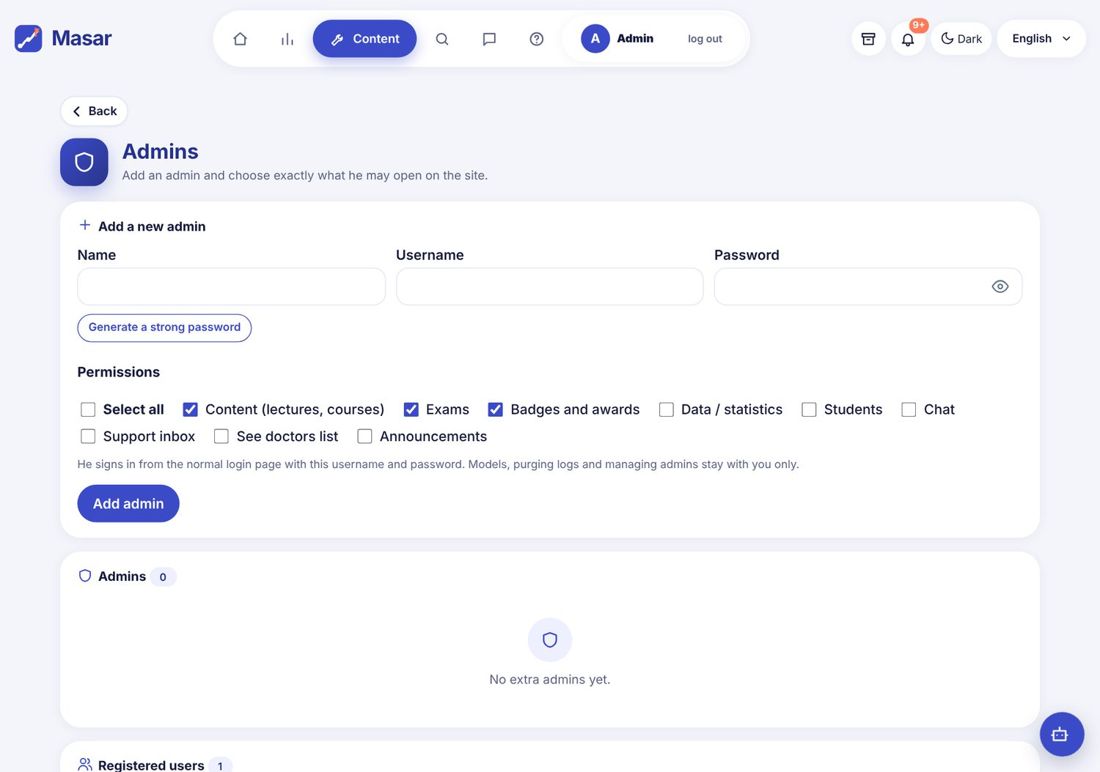 Masar
Content
A Admin log out
9+
Dark
English
Back
Admins
Add an admin and choose exactly what he may open on the site.
Add a new admin
Name Username Password
Generate a strong password
Permissions
Select all Content (lectures, courses) Exams Badges and awards Data / statistics Students Chat
Support inbox See doctors list Announcements
He signs in from the normal login page with this username and password. Models, purging logs and managing admins stay with you only.
Add admin
Admins 0
No extra admins yet.
Registered users 1